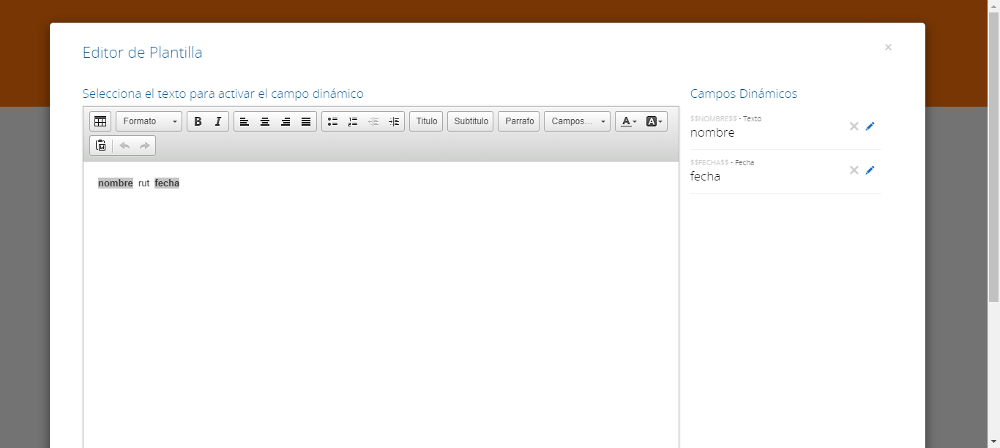 Editor de Plantilla
×
Selecciona el texto para activar el campo dinámico
Formato
B I
Titulo
Subtitulo
Parrafo
Campos...
A
A
nombre rut fecha
Campos Dinámicos
$$NOMBRE$$ - Texto
nombre
$$FECHA$$ - Fecha
fecha